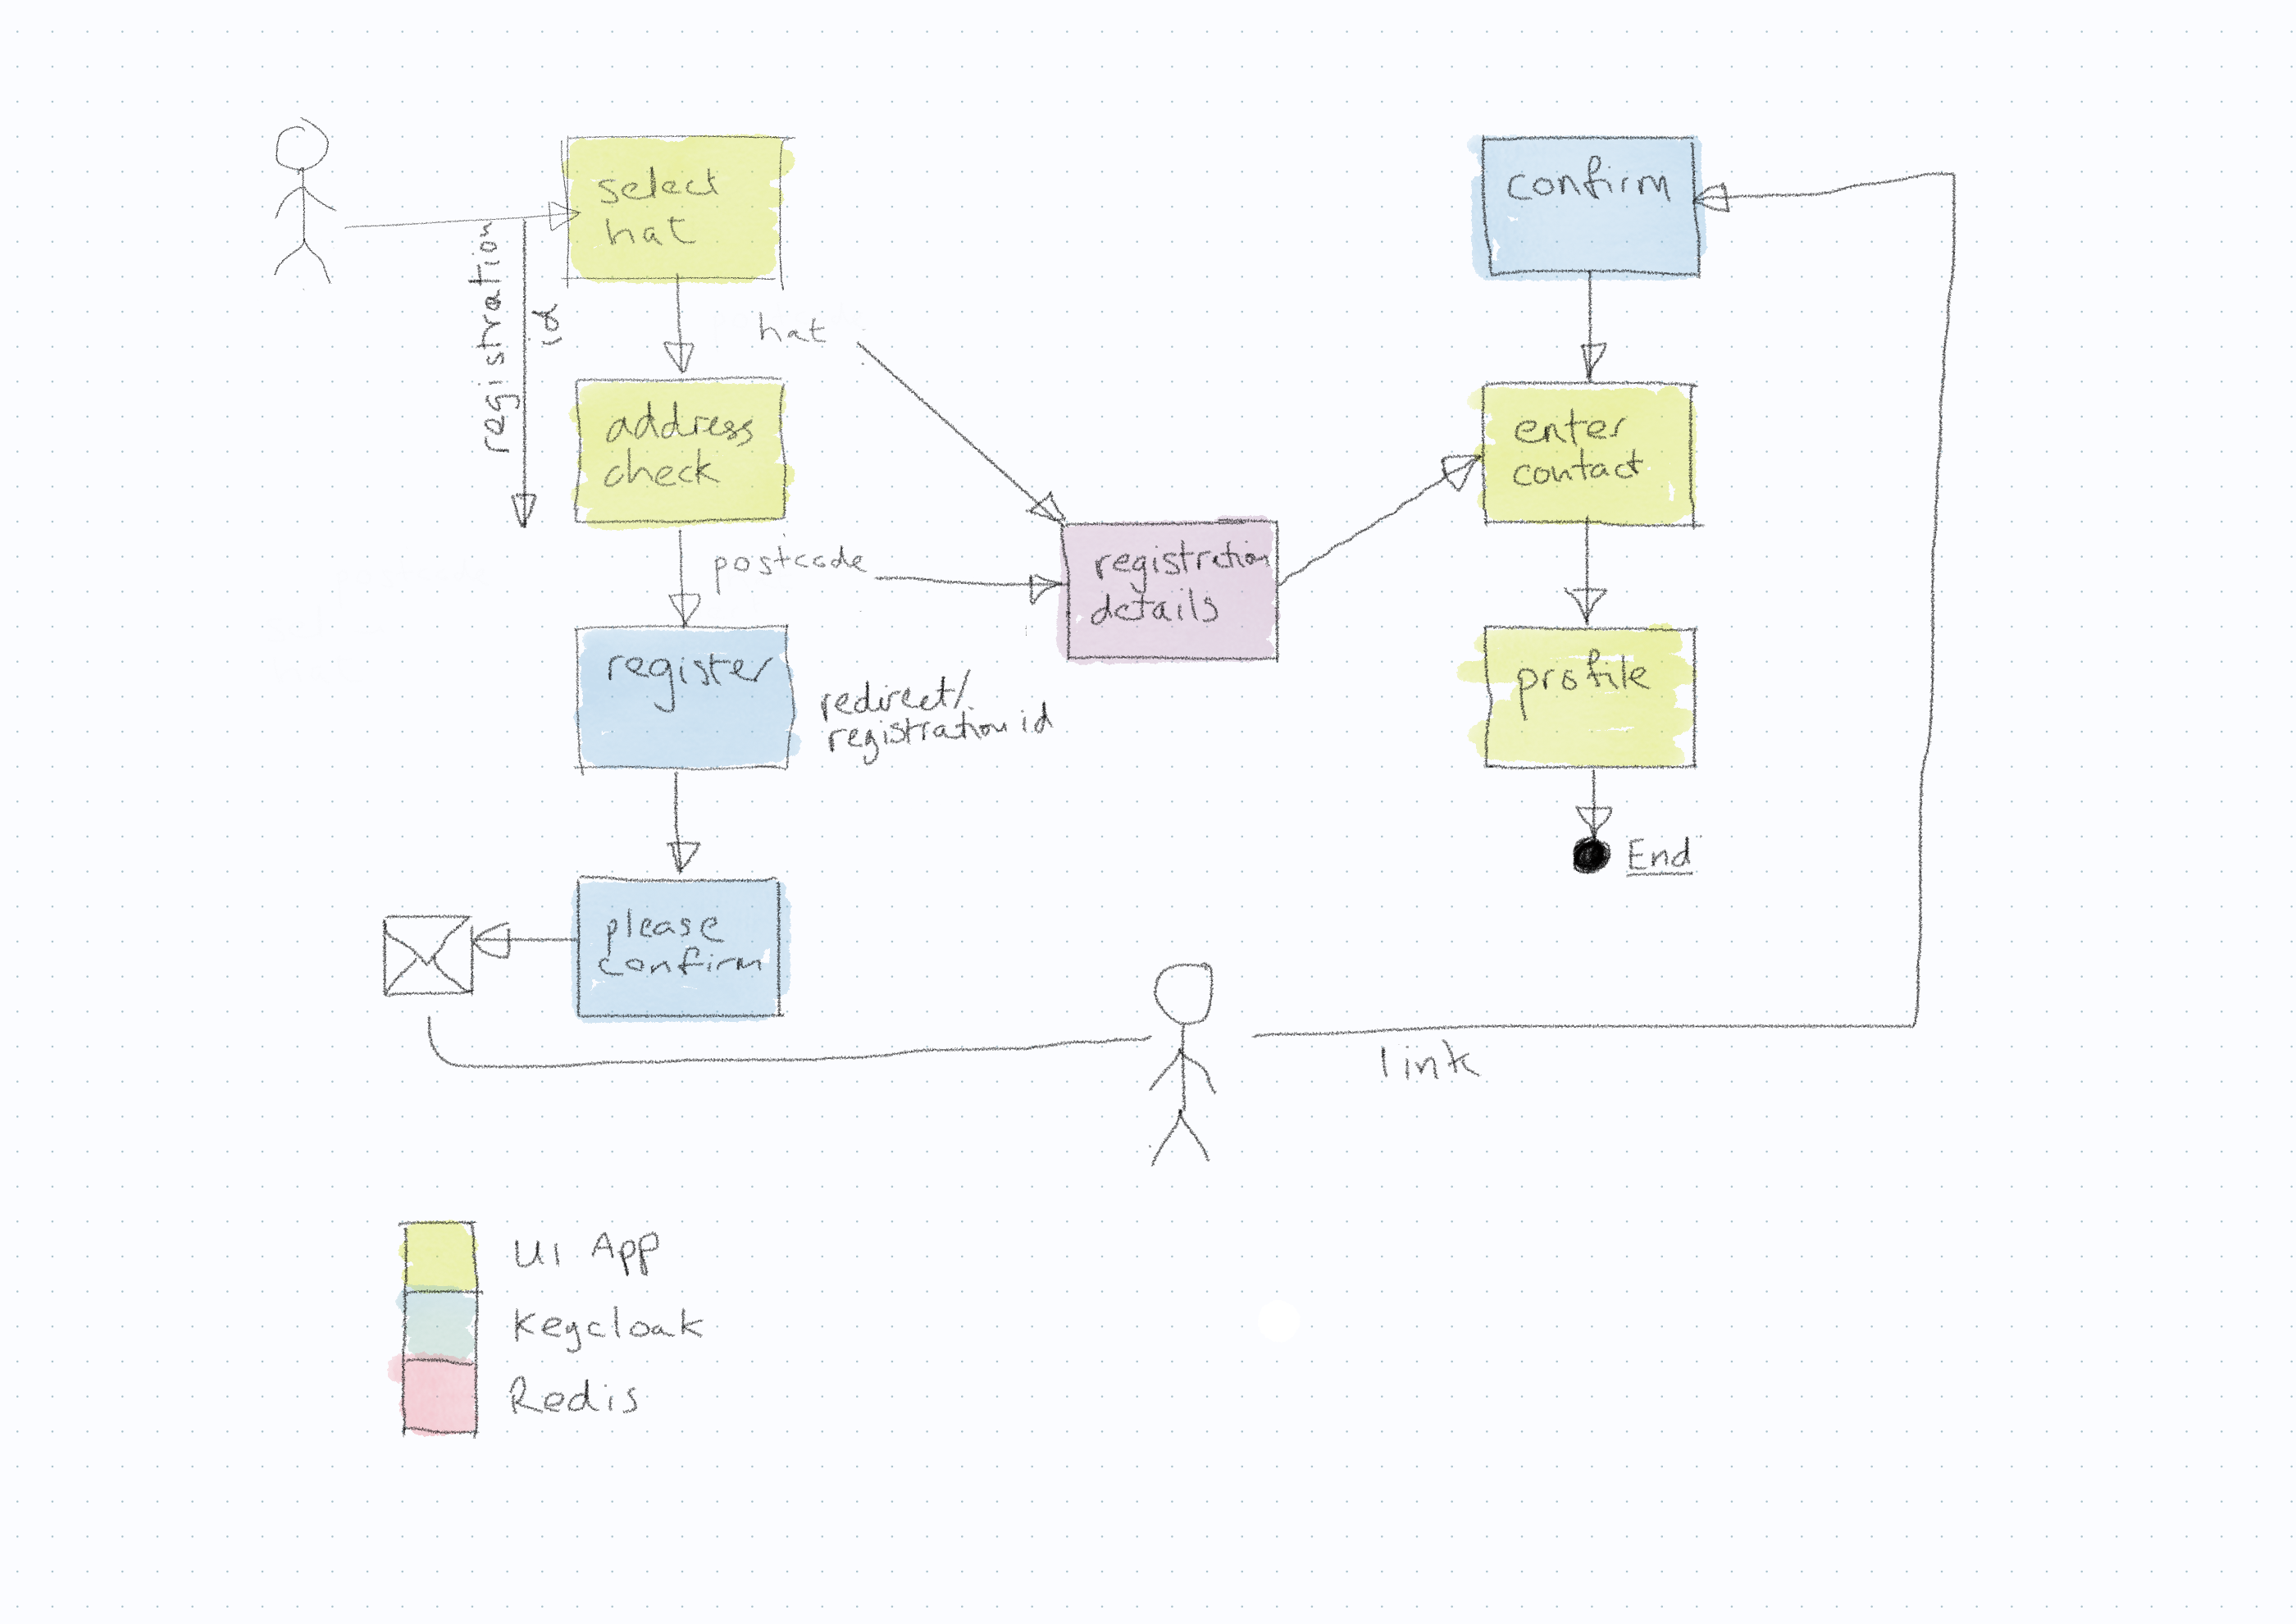 select
hat
registration
id
hat
address
check
postcode
registration
details
register
redirect/
registration id
please
confirm
link
confirm
enter
contact
profile
End
UI App
Keycloak
Redis